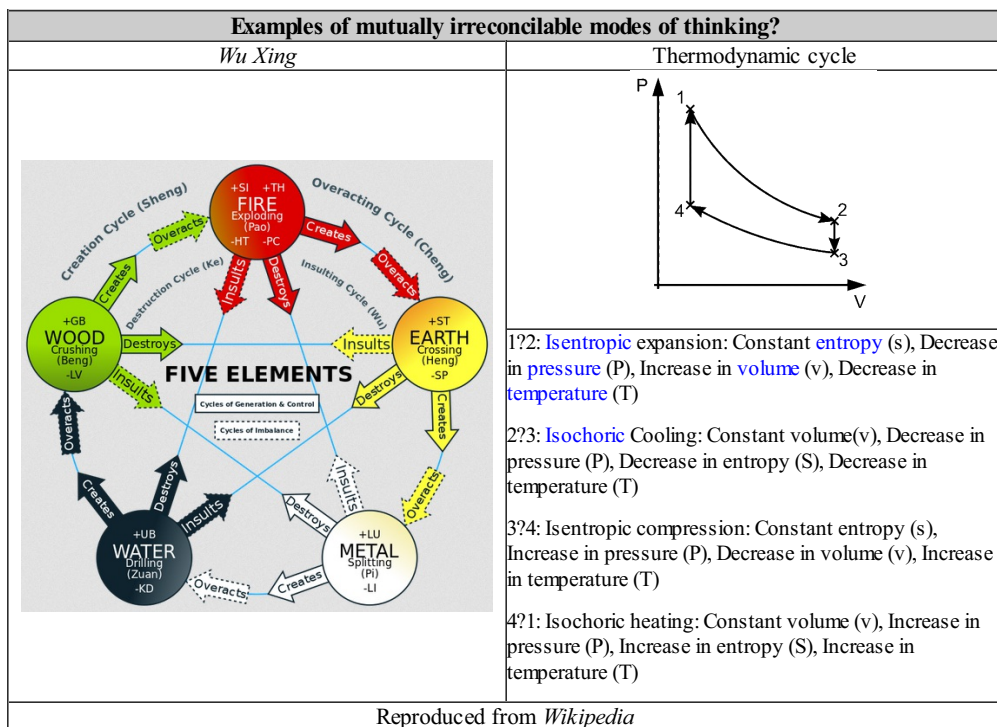 Examples of mutually irreconcilable modes of thinking?
Wu Xing
Thermodynamic cycle
Creation Cycle (Sheng)
Overacting Cycle (Cheng)
Destruction Cycle (Ke)
Insulting Cycle (Wu)
+SI +TH
FIRE
Exploding
(Pao)
-HT -PC
Overacts
Creates
Creates
Overacts
Insults
Destroys
+GB
WOOD
Crushing
(Beng)
-LV
Destroys
Insults
Insults
+ST
EARTH
Crossing
(Heng)
-SP
Destroys
Creates
Overacts
FIVE ELEMENTS
Cycles of Generation & Control
Cycles of Imbalance
Overacts
Creates
Destroys
Insults
+UB
WATER
Drilling
(Zuan)
-KD
Insults
Destroys
+LU
METAL
Splitting
(Pi)
-LI
Overacts
Creates
P
1
2
3
4
V
1?2: Isentropic expansion: Constant entropy (s), Decrease
in pressure (P), Increase in volume (v), Decrease in
temperature (T)
2?3: Isochoric Cooling: Constant volume(v), Decrease in
pressure (P), Decrease in entropy (S), Decrease in
temperature (T)
3?4: Isentropic compression: Constant entropy (s),
Increase in pressure (P), Decrease in volume (v), Increase
in temperature (T)
4?1: Isochoric heating: Constant volume (v), Increase in
pressure (P), Increase in entropy (S), Increase in
temperature (T)
Reproduced from Wikipedia